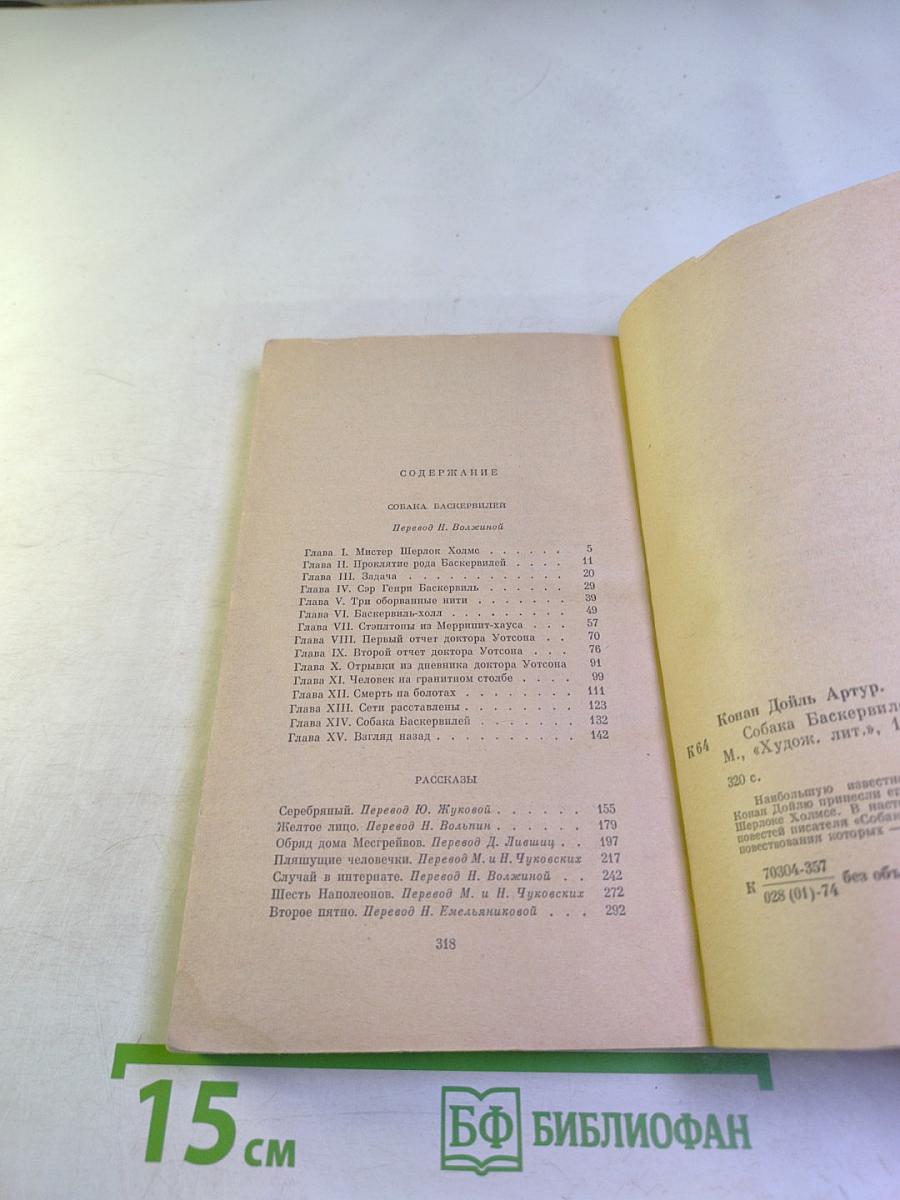 СОДЕРЖАНИЕ
СОБАКА БАСКЕРВИЛЕЙ
Перевод Н. Волжиной
Глава I. Мистер Шерлок Холмс . . . . . . 5
Глава II. Проклятие рода Баскервилей . . . . 11
Глава III. Задача . . . . . . . . . . . . 20
Глава IV. Сэр Генри Баскервиль . . . . . . 29
Глава V. Три оборванные нити . . . . . . . 39
Глава VI. Баскервиль-холл . . . . . . . . . 49
Глава VII. Стэплтоны из Меррипит-хауса . . . 57
Глава VIII. Первый отчет доктора Уотсона . . 70
Глава IX. Второй отчет доктора Уотсона . . . 76
Глава X. Отрывки из дневника доктора Уотсона 91
Глава XI. Человек на гранитном столбе . . . . 99
Глава XII. Смерть на болотах . . . . . . . . 111
Глава XIII. Сети расставлены . . . . . . . . 123
Глава XIV. Собака Баскервилей . . . . . . . 132
Глава XV. Взгляд назад . . . . . . . . . . 142
РАССКАЗЫ
Серебряный. Перевод Ю. Жуковой . . . . . . 155
Желтое лицо. Перевод Н. Вольпин . . . . . . 179
Обряд дома Месгрейвов. Перевод Д. Лившиц . . 197
Пляшущие человечки. Перевод М. и Н. Чуковских 217
Случай в интернате. Перевод Н. Волжиной . . 242
Шесть Наполеонов. Перевод М. и Н. Чуковских 272
Второе пятно. Перевод Н. Емельяниковой . . . 292
318
Конан Дойль Артур.
К64 Собака Баскервиле
М., «Худож. лит.», 1
320 с.
Наибольшую известн
Конан Дойлю принесли ег
Шерлоке Холмсе. В насто
повестей писателя «Собак
повествования которых —
К 70304-357
028 (01)-74 без объ
15 см
БФ БИБЛИОФАН